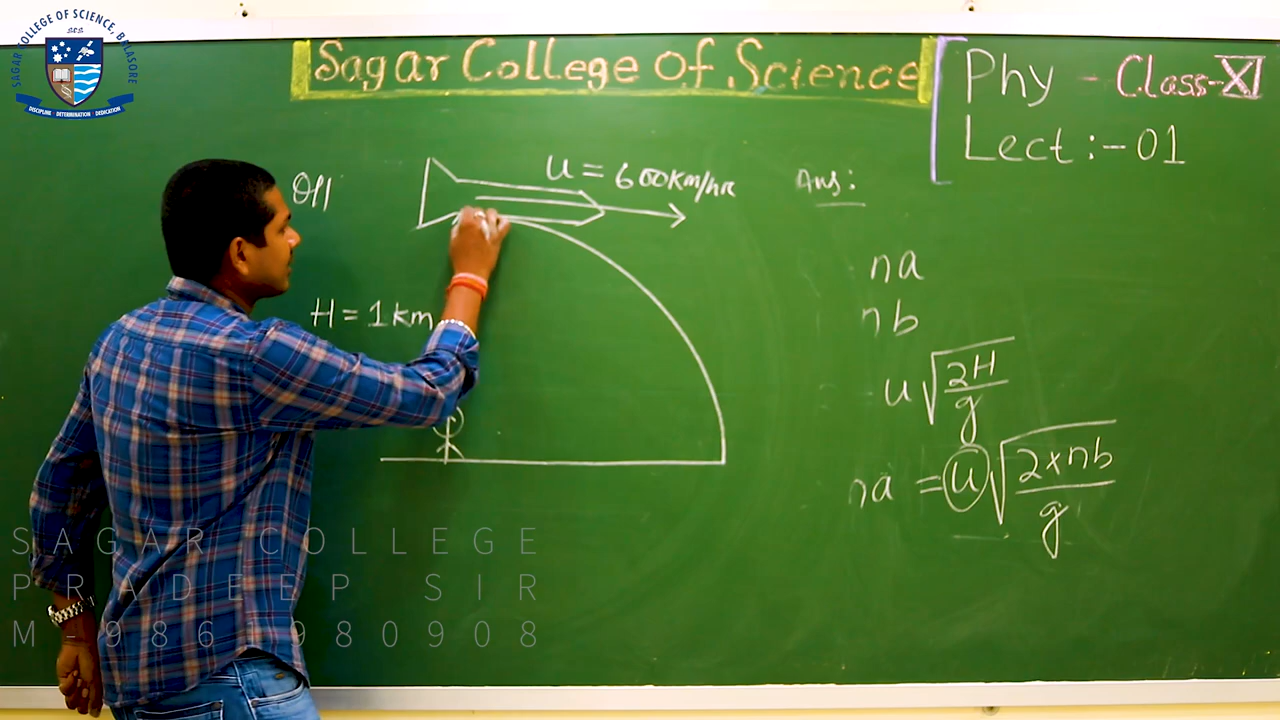 SAGAR COLLEGE OF SCIENCE, BALASORE
SCS
DISCIPLINE · DETERMINATION · DEDICATION
Sagar College Of Science
Phy - Class-XI
Lect :- 01
U = 600km/hr
Ans:
H = 1km
na
nb
u√(2H/g)
na = u√(2×nb/g)
SAGAR COLLEGE
PRADEEP SIR